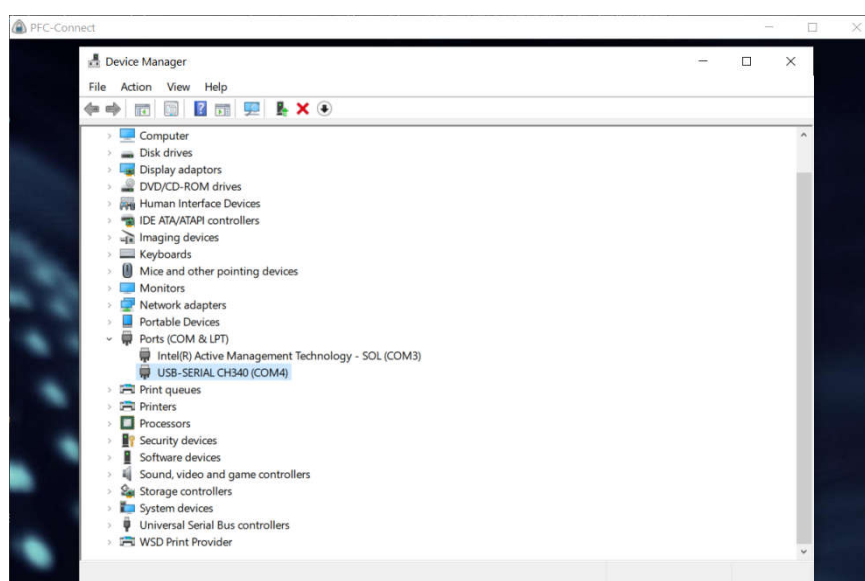 PFC-Connect
Device Manager
File Action View Help
Computer
Disk drives
Display adaptors
DVD/CD-ROM drives
Human Interface Devices
IDE ATA/ATAPI controllers
Imaging devices
Keyboards
Mice and other pointing devices
Monitors
Network adapters
Portable Devices
Ports (COM & LPT)
Intel(R) Active Management Technology - SOL (COM3)
USB-SERIAL CH340 (COM4)
Print queues
Printers
Processors
Security devices
Software devices
Sound, video and game controllers
Storage controllers
System devices
Universal Serial Bus controllers
WSD Print Provider